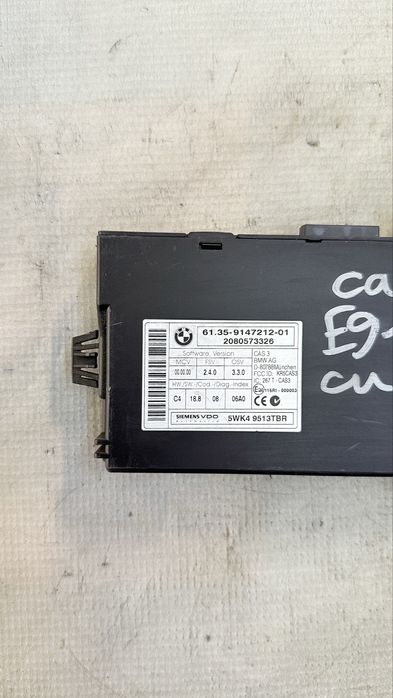 61.35-9147212-01
2080573326
Software Version
MCV FSV OSV
00.00.00 2.4.0 3.3.0
HW./SW. -/Cod.-/Diag.-Index
C4 18.8 08 06A0
CAS 3
BMW AG
D-80788München
FCC ID: KR5CAS3
IC: 267 T - CAS3
SIEMENS VDO
5WK4 9513TBR
ca
E9
cu